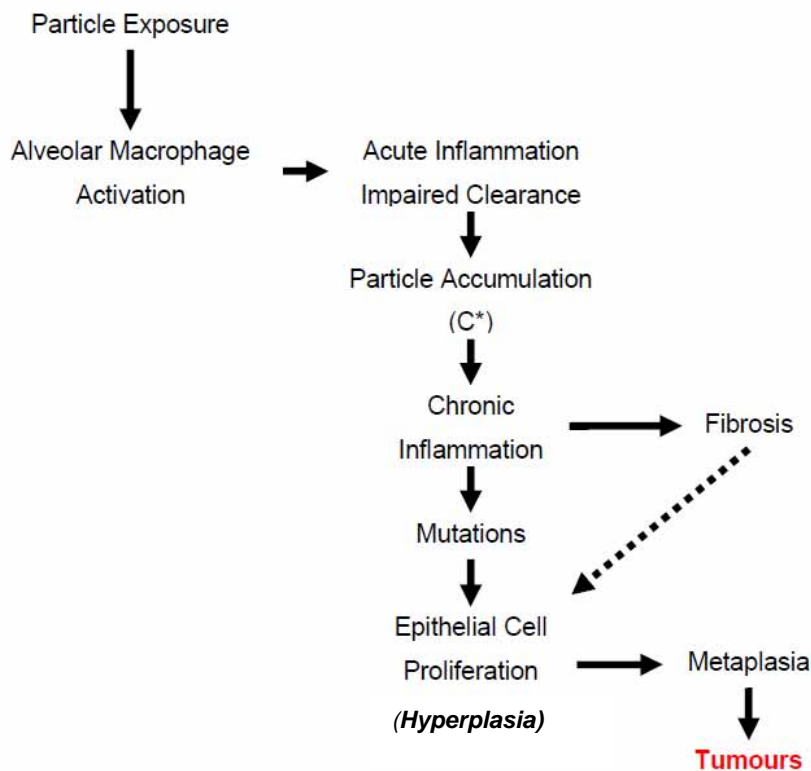 Particle Exposure
Alveolar Macrophage
Activation
Acute Inflammation
Impaired Clearance
Particle Accumulation
(C*)
Chronic
Inflammation
Fibrosis
Mutations
Epithelial Cell
Proliferation
(Hyperplasia)
Metaplasia
Tumours